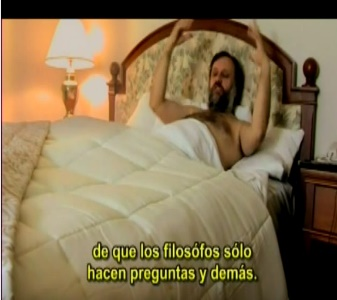 de que los filosófos sólo
hacen preguntas y demás.